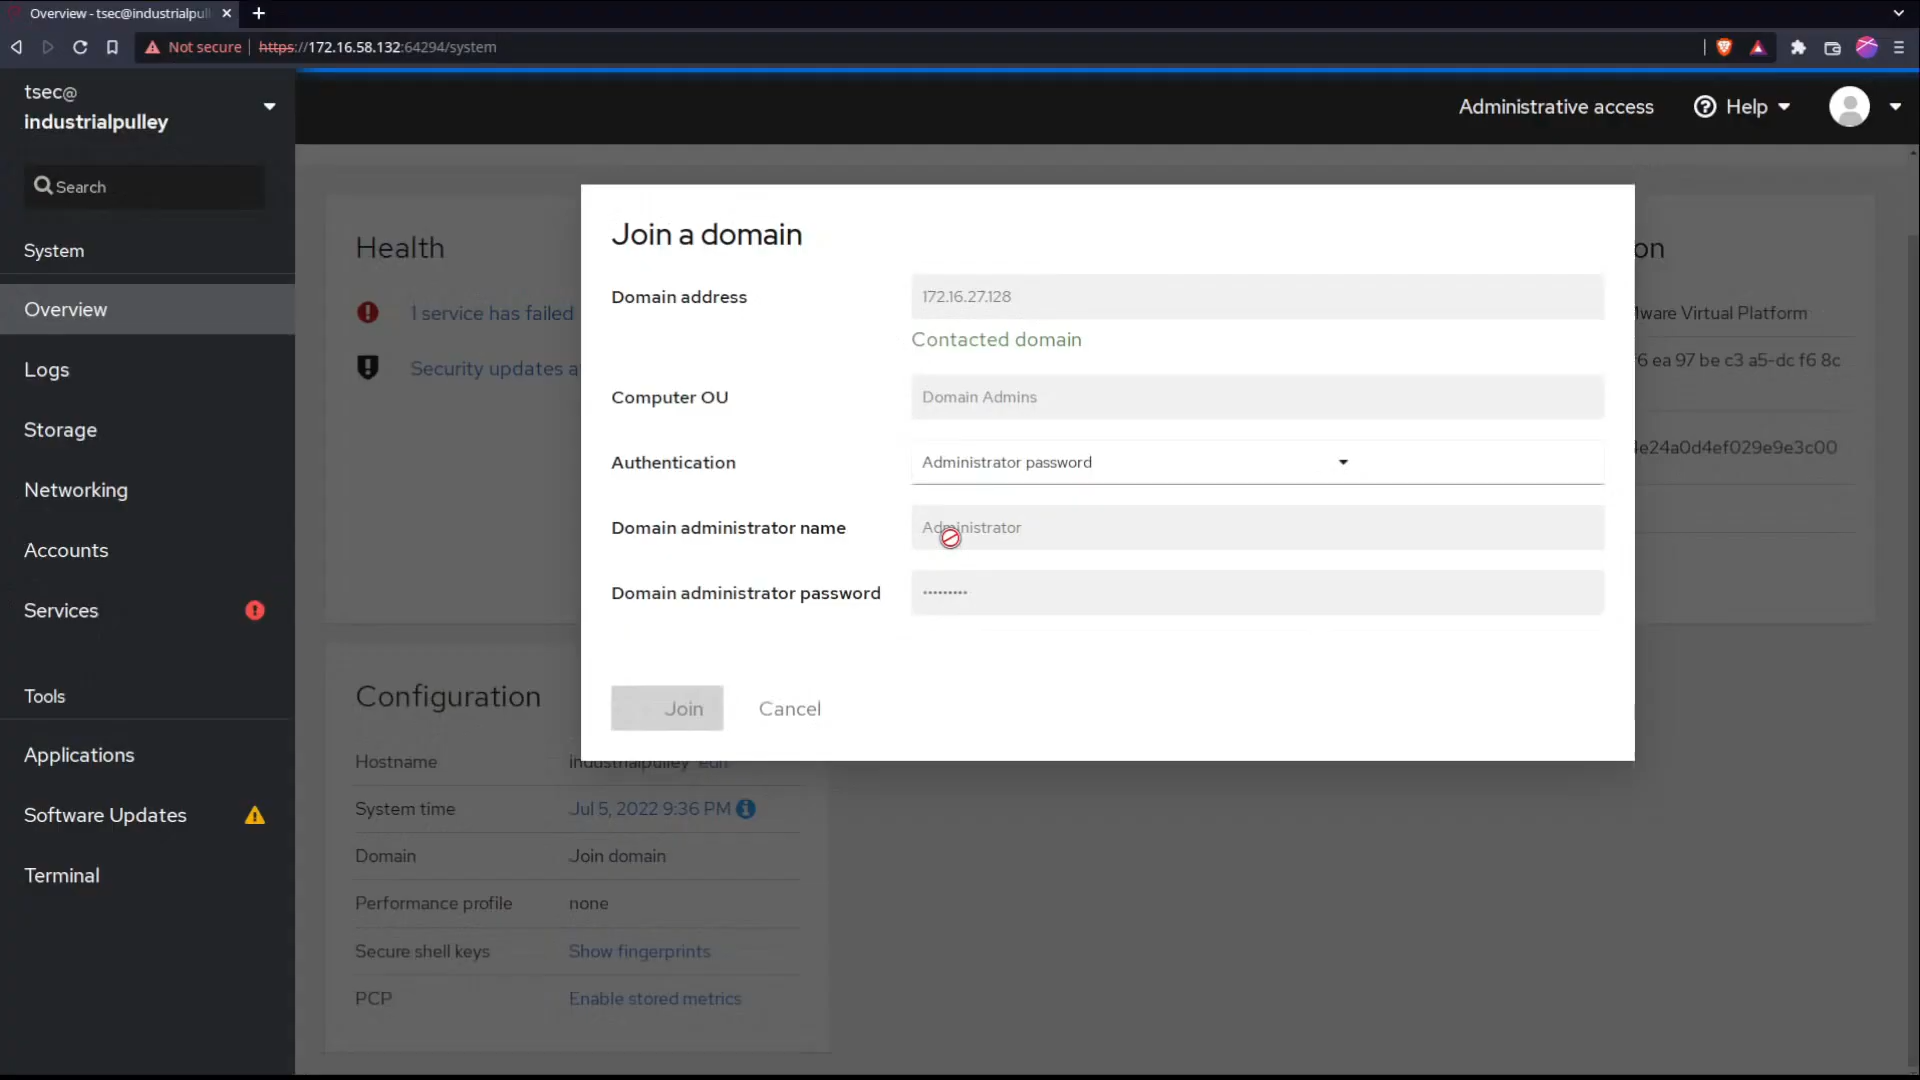 Overview - tsec@industrialpul
Not secure
https://172.16.58.132:64294/system
tsec@
industrialpulley
Administrative access
Help
Search
System
Overview
Logs
Storage
Networking
Accounts
Services
Tools
Applications
Software Updates
Terminal
Health
1 service has failed
Security updates a
on
ware Virtual Platform
6 ea 97 be c3 a5-dc f6 8c
e24a0d4ef029e9e3c00
Join a domain
Domain address
172.16.27.128
Contacted domain
Computer OU
Domain Admins
Authentication
Administrator password
Domain administrator name
Administrator
Domain administrator password
•••••••••
Join
Cancel
Configuration
Hostname
industrialpulley edit
System time
Jul 5, 2022 9:36 PM
Domain
Join domain
Performance profile
none
Secure shell keys
Show fingerprints
PCP
Enable stored metrics